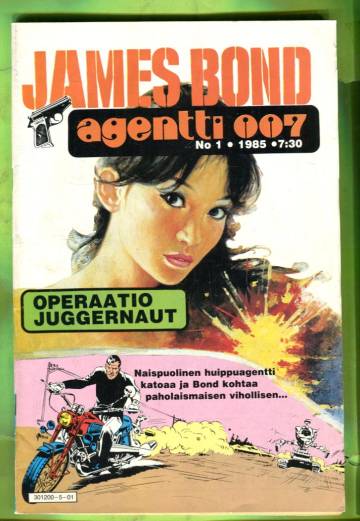 JAMES BOND
agentti 007
No 1 • 1985 • 7:30
OPERAATIO
JUGGERNAUT
Naispuolinen huippuagentti
katoaa ja Bond kohtaa
paholaismaisen vihollisen...
301200-5-01